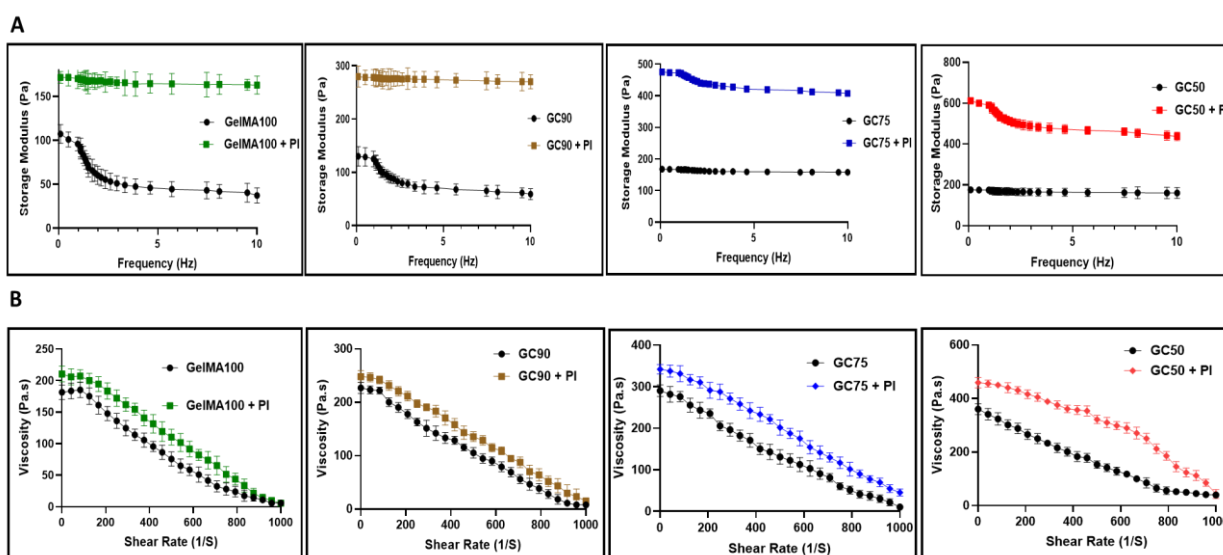 A
Storage Modulus (Pa)
150
100
50
0
0
5
10
Frequency (Hz)
GelMA100
GelMA100 + PI
Storage Modulus (Pa)
300
200
100
0
0
5
10
Frequency (Hz)
GC90
GC90 + PI
Storage Modulus (Pa)
500
400
300
200
100
0
0
5
10
Frequency (Hz)
GC75
GC75 + PI
Storage Modulus (Pa)
800
600
400
200
0
0
5
10
Frequency (Hz)
GC50
GC50 +
B
Viscosity (Pa.s)
250
200
150
100
50
0
0
200
400
600
800
1000
Shear Rate (1/S)
GelMA100
GelMA100 + PI
Viscosity (Pa.s)
300
200
100
0
0
200
400
600
800
1000
Shear Rate (1/S)
GC90
GC90 + PI
Viscosity (Pa.s)
400
300
200
100
0
0
200
400
600
800
1000
Shear Rate (1/S)
GC75
GC75 + PI
Viscosity (Pa.s)
600
400
200
0
0
200
400
600
800
1000
Shear Rate (1/S)
GC50
GC50 + PI